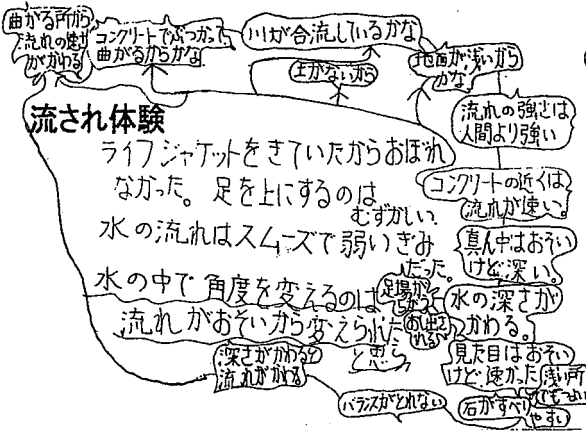 曲がる所から
流れの速さ
がかわる
コンクリートでぶつかって
曲がるからかな
川が合流しているかな
土がないから
地面が浅いから
かな
流れの強さは
人間より強い
コンクリートの近くは
流れが速い。
真ん中はおそい
けど深い。
水の深さが
かわる。
見た目はおそい
けど速かった
浅い所
石がすべり
やすい
バランスがとれない
深さがかわると
流れがかわる
流され体験
ライフジャケットをきていたからおぼれ
なかった。足を上にするのは
むずかしい。
水の流れはスムーズで弱いぎみ
だった。
水の中で角度を変えるのは
流れがおそいから変えられた
と思う
足場が
おし出さ
れる